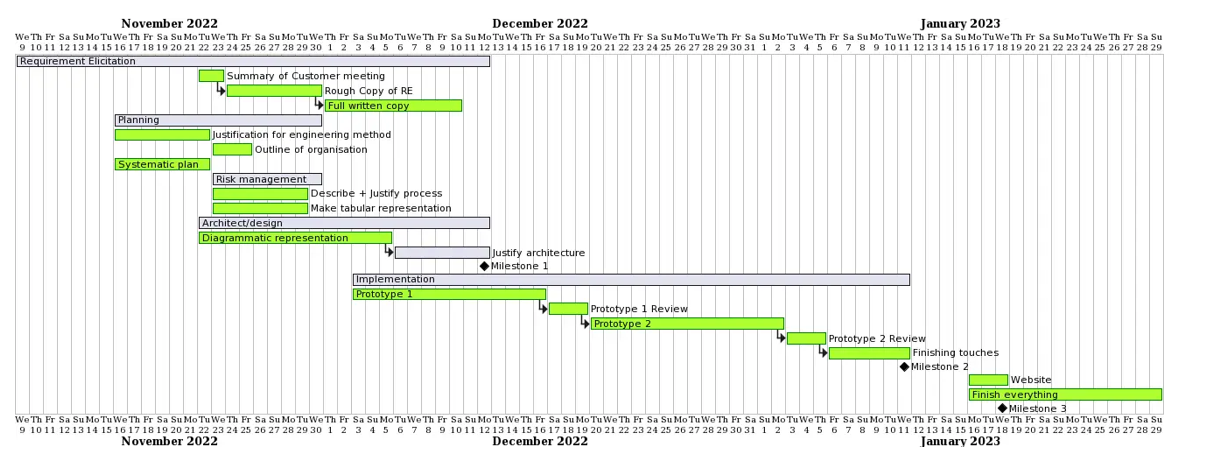 November 2022 December 2022 January 2023
We Th Fr Sa Su Mo Tu We Th Fr Sa Su Mo Tu We Th Fr Sa Su Mo Tu We Th Fr Sa Su Mo Tu We Th Fr Sa Su Mo Tu We Th Fr Sa Su Mo Tu We Th Fr Sa Su Mo Tu We Th Fr Sa Su Mo Tu We Th Fr Sa Su Mo Tu We Th Fr Sa Su Mo Tu We Th Fr Sa Su Mo Tu We Th Fr Sa Su
9 10 11 12 13 14 15 16 17 18 19 20 21 22 23 24 25 26 27 28 29 30 1 2 3 4 5 6 7 8 9 10 11 12 13 14 15 16 17 18 19 20 21 22 23 24 25 26 27 28 29 30 31 1 2 3 4 5 6 7 8 9 10 11 12 13 14 15 16 17 18 19 20 21 22 23 24 25 26 27 28 29
Requirement Elicitation
Summary of Customer meeting
Rough Copy of RE
Full written copy
Planning
Justification for engineering method
Outline of organisation
Systematic plan
Risk management
Describe + Justify process
Make tabular representation
Architect/design
Diagrammatic representation
Justify architecture
Milestone 1
Implementation
Prototype 1
Prototype 1 Review
Prototype 2
Prototype 2 Review
Finishing touches
Milestone 2
Website
Finish everything
Milestone 3
We Th Fr Sa Su Mo Tu We Th Fr Sa Su Mo Tu We Th Fr Sa Su Mo Tu We Th Fr Sa Su Mo Tu We Th Fr Sa Su Mo Tu We Th Fr Sa Su Mo Tu We Th Fr Sa Su Mo Tu We Th Fr Sa Su Mo Tu We Th Fr Sa Su Mo Tu We Th Fr Sa Su Mo Tu We Th Fr Sa Su Mo Tu We Th Fr Sa Su
9 10 11 12 13 14 15 16 17 18 19 20 21 22 23 24 25 26 27 28 29 30 1 2 3 4 5 6 7 8 9 10 11 12 13 14 15 16 17 18 19 20 21 22 23 24 25 26 27 28 29 30 31 1 2 3 4 5 6 7 8 9 10 11 12 13 14 15 16 17 18 19 20 21 22 23 24 25 26 27 28 29
November 2022 December 2022 January 2023